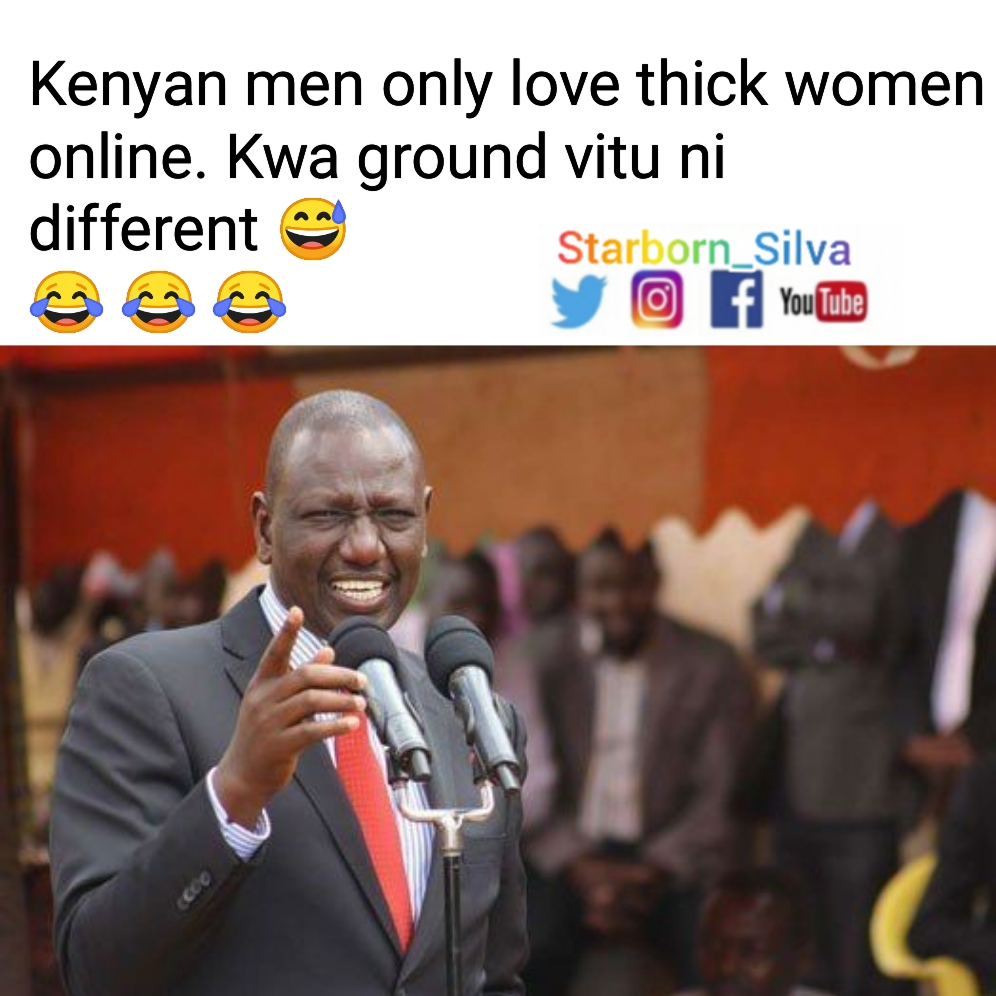 Kenyan men only love thick women
online. Kwa ground vitu ni
different 😅
😂 😂 😂
Starborn_Silva
You Tube